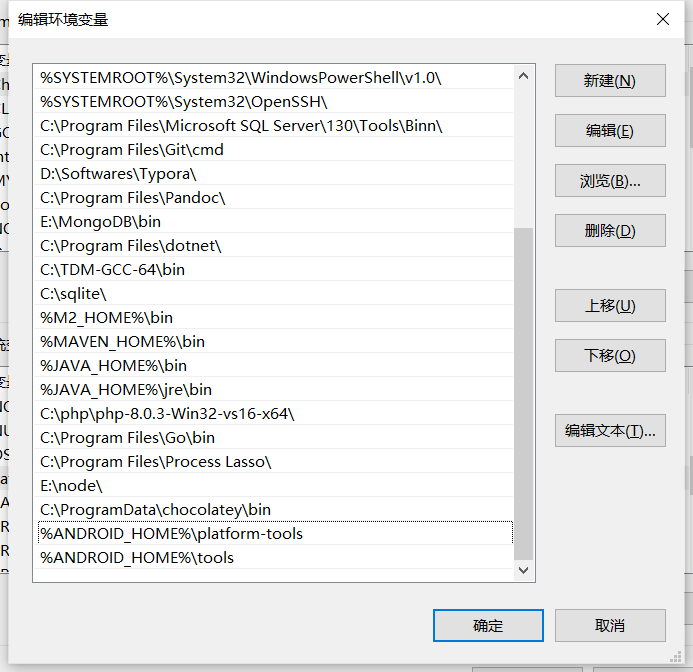 编辑环境变量
%SYSTEMROOT%\System32\WindowsPowerShell\v1.0\
%SYSTEMROOT%\System32\OpenSSH\
C:\Program Files\Microsoft SQL Server\130\Tools\Binn\
C:\Program Files\Git\cmd
D:\Softwares\Typora\
C:\Program Files\Pandoc\
E:\MongoDB\bin
C:\Program Files\dotnet\
C:\TDM-GCC-64\bin
C:\sqlite\
%M2_HOME%\bin
%MAVEN_HOME%\bin
%JAVA_HOME%\bin
%JAVA_HOME%\jre\bin
C:\php\php-8.0.3-Win32-vs16-x64\
C:\Program Files\Go\bin
C:\Program Files\Process Lasso\
E:\node\
C:\ProgramData\chocolatey\bin
%ANDROID_HOME%\platform-tools
%ANDROID_HOME%\tools
新建(N)
编辑(E)
浏览(B)...
删除(D)
上移(U)
下移(O)
编辑文本(T)...
确定
取消